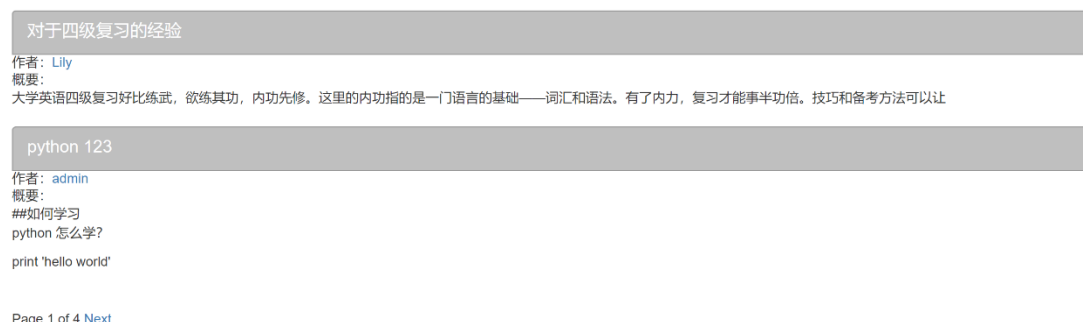 对于四级复习的经验
作者：Lily
概要：
大学英语四级复习好比练武，欲练其功，内功先修。这里的内功指的是一门语言的基础——词汇和语法。有了内力，复习才能事半功倍。技巧和备考方法可以让
python 123
作者：admin
概要：
##如何学习
python 怎么学？
print 'hello world'
Page 1 of 4 Next